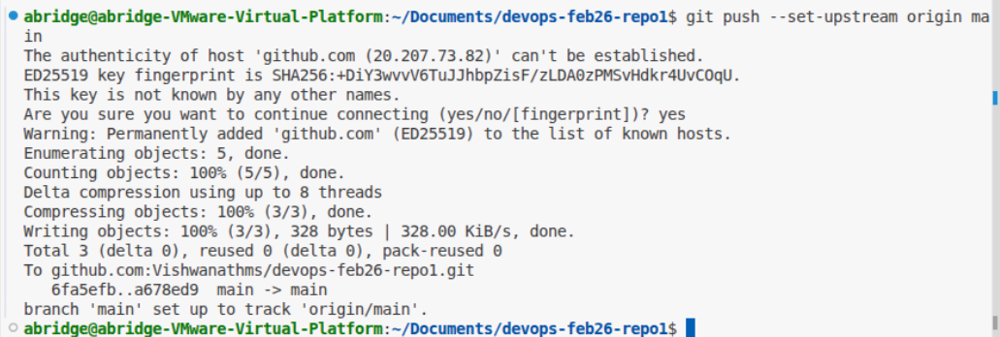 abridge@abridge-VMware-Virtual-Platform:~/Documents/devops-feb26-repo1$ git push --set-upstream origin ma
in
The authenticity of host 'github.com (20.207.73.82)' can't be established.
ED25519 key fingerprint is SHA256:+DiY3wvvV6TuJJhbpZisF/zLDA0zPMSvHdkr4UvCOqU.
This key is not known by any other names.
Are you sure you want to continue connecting (yes/no/[fingerprint])? yes
Warning: Permanently added 'github.com' (ED25519) to the list of known hosts.
Enumerating objects: 5, done.
Counting objects: 100% (5/5), done.
Delta compression using up to 8 threads
Compressing objects: 100% (3/3), done.
Writing objects: 100% (3/3), 328 bytes | 328.00 KiB/s, done.
Total 3 (delta 0), reused 0 (delta 0), pack-reused 0
To github.com:Vishwanathms/devops-feb26-repo1.git
   6fa5efb..a678ed9  main -> main
branch 'main' set up to track 'origin/main'.
abridge@abridge-VMware-Virtual-Platform:~/Documents/devops-feb26-repo1$